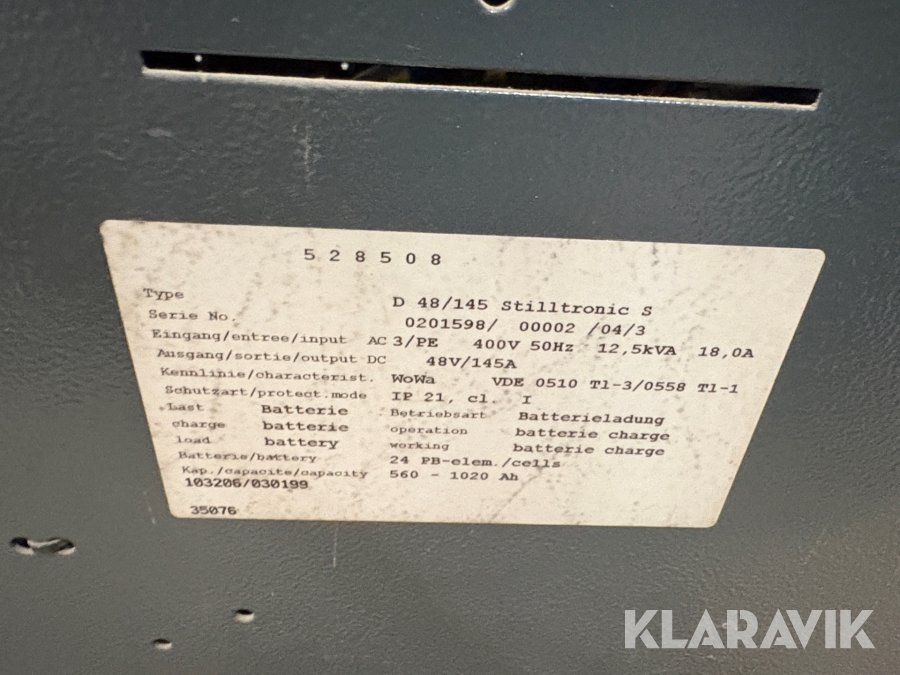 528508
Type D 48/145 Stilltronic S
Serie No. 0201598/ 00002 /04/3
Eingang/entree/input AC 3/PE 400V 50Hz 12,5kVA 18,0A
Ausgang/sortie/output DC 48V/145A
Kennlinie/characterist. WoWa VDE 0510 Tl-3/0558 Tl-1
Schutzart/protect.mode IP 21, cl. I
Last Batterie Betriebsart Batterieladung
charge batterie operation batterie charge
load battery working batterie charge
Batterie/battery 24 PB-elem./cells
Kap./capacite/capacity 560 - 1020 Ah
103206/030199
35076
KLARAVIK